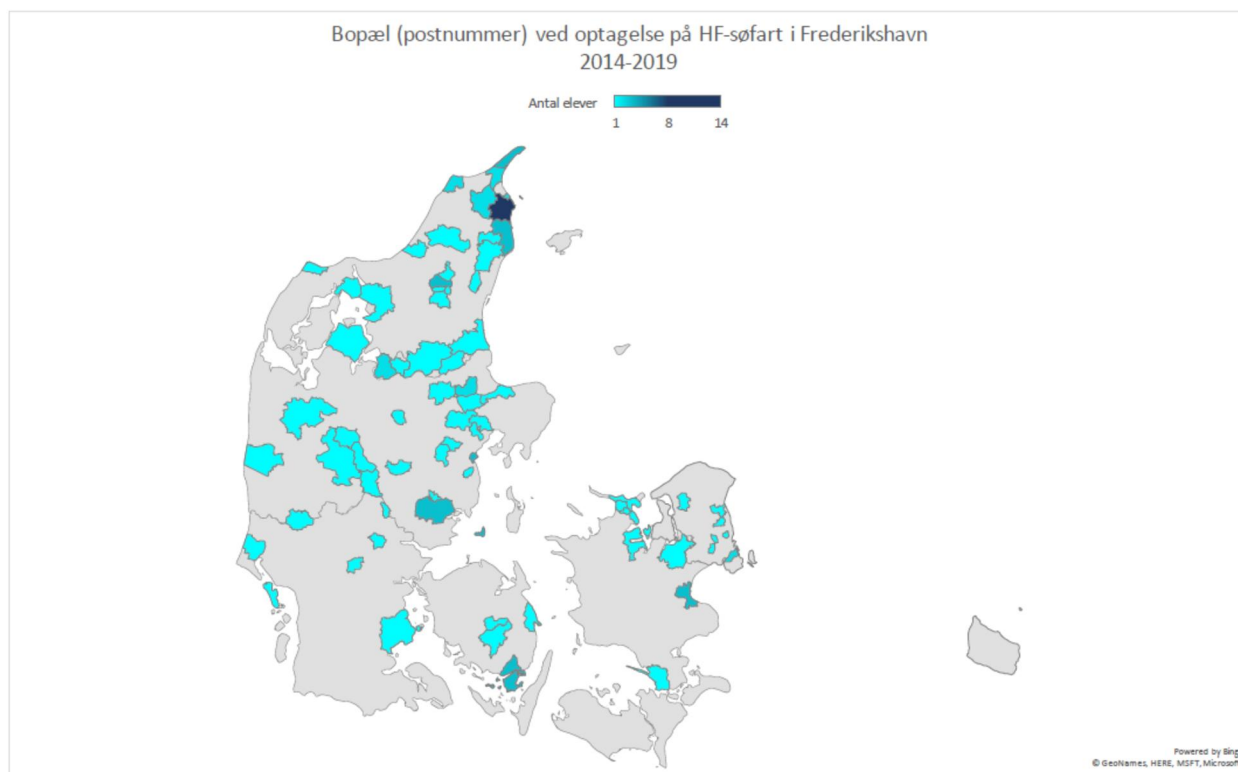 Bopæl (postnummer) ved optagelse på HF-søfart i Frederikshavn
2014-2019
Antal elever
1 8 14
Powered by Bing
© GeoNames, HERE, MSFT, Microsoft